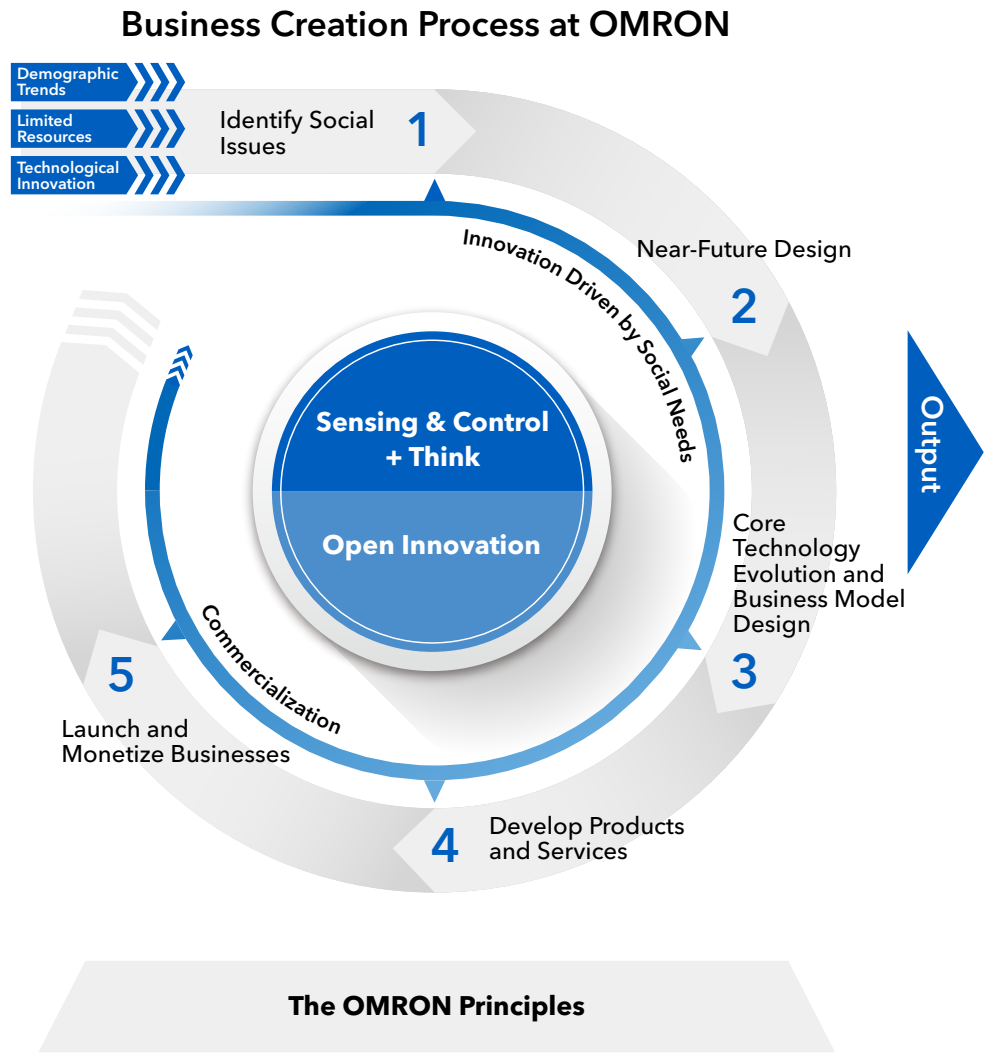 Business Creation Process at OMRON
Demographic
Trends
Limited
Resources
Technological
Innovation
Identify Social
Issues
1
Innovation Driven by Social Needs
Near-Future Design
2
Output
Sensing & Control
+ Think
Open Innovation
Core
Technology
Evolution and
Business Model
Design
3
Commercialization
5
Launch and
Monetize Businesses
4
Develop Products
and Services
The OMRON Principles